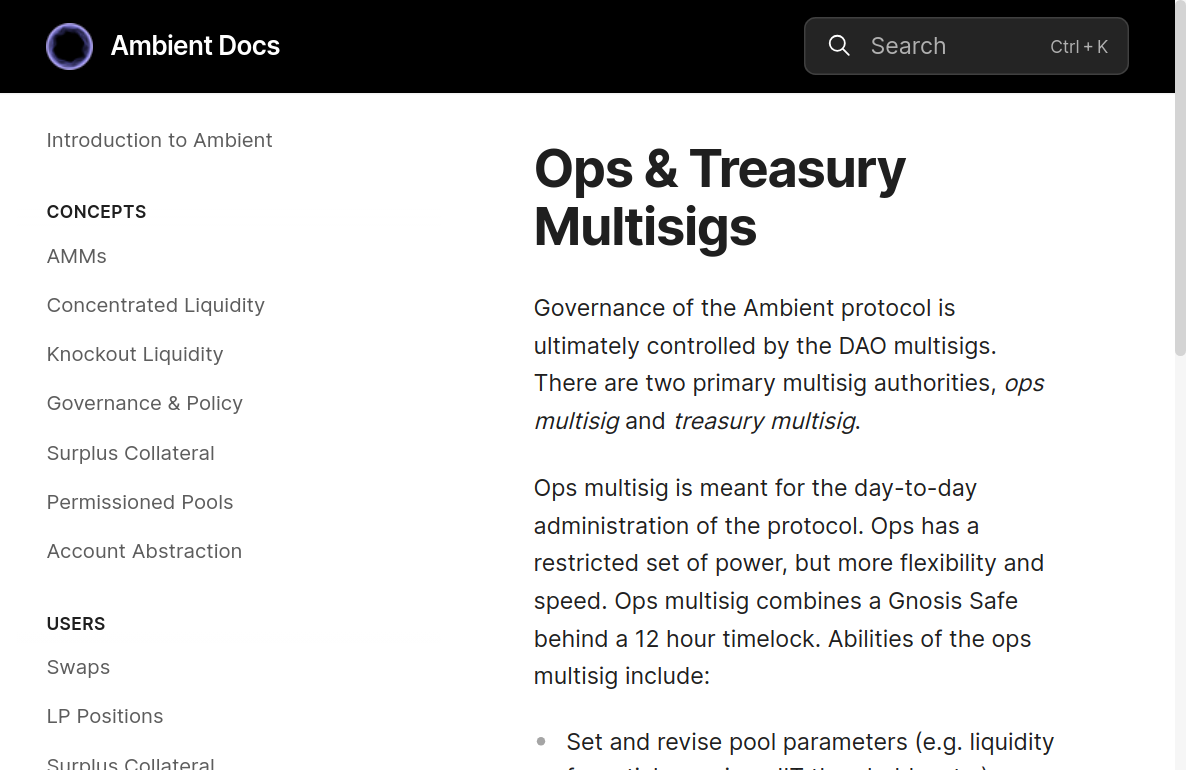 Ambient Docs
Search
Ctrl + K
Introduction to Ambient
CONCEPTS
AMMs
Concentrated Liquidity
Knockout Liquidity
Governance & Policy
Surplus Collateral
Permissioned Pools
Account Abstraction
USERS
Swaps
LP Positions
Surplus Collateral
Ops & Treasury
Multisigs
Governance of the Ambient protocol is
ultimately controlled by the DAO multisigs.
There are two primary multisig authorities, ops
multisig and treasury multisig.
Ops multisig is meant for the day-to-day
administration of the protocol. Ops has a
restricted set of power, but more flexibility and
speed. Ops multisig combines a Gnosis Safe
behind a 12 hour timelock. Abilities of the ops
multisig include:
Set and revise pool parameters (e.g. liquidity